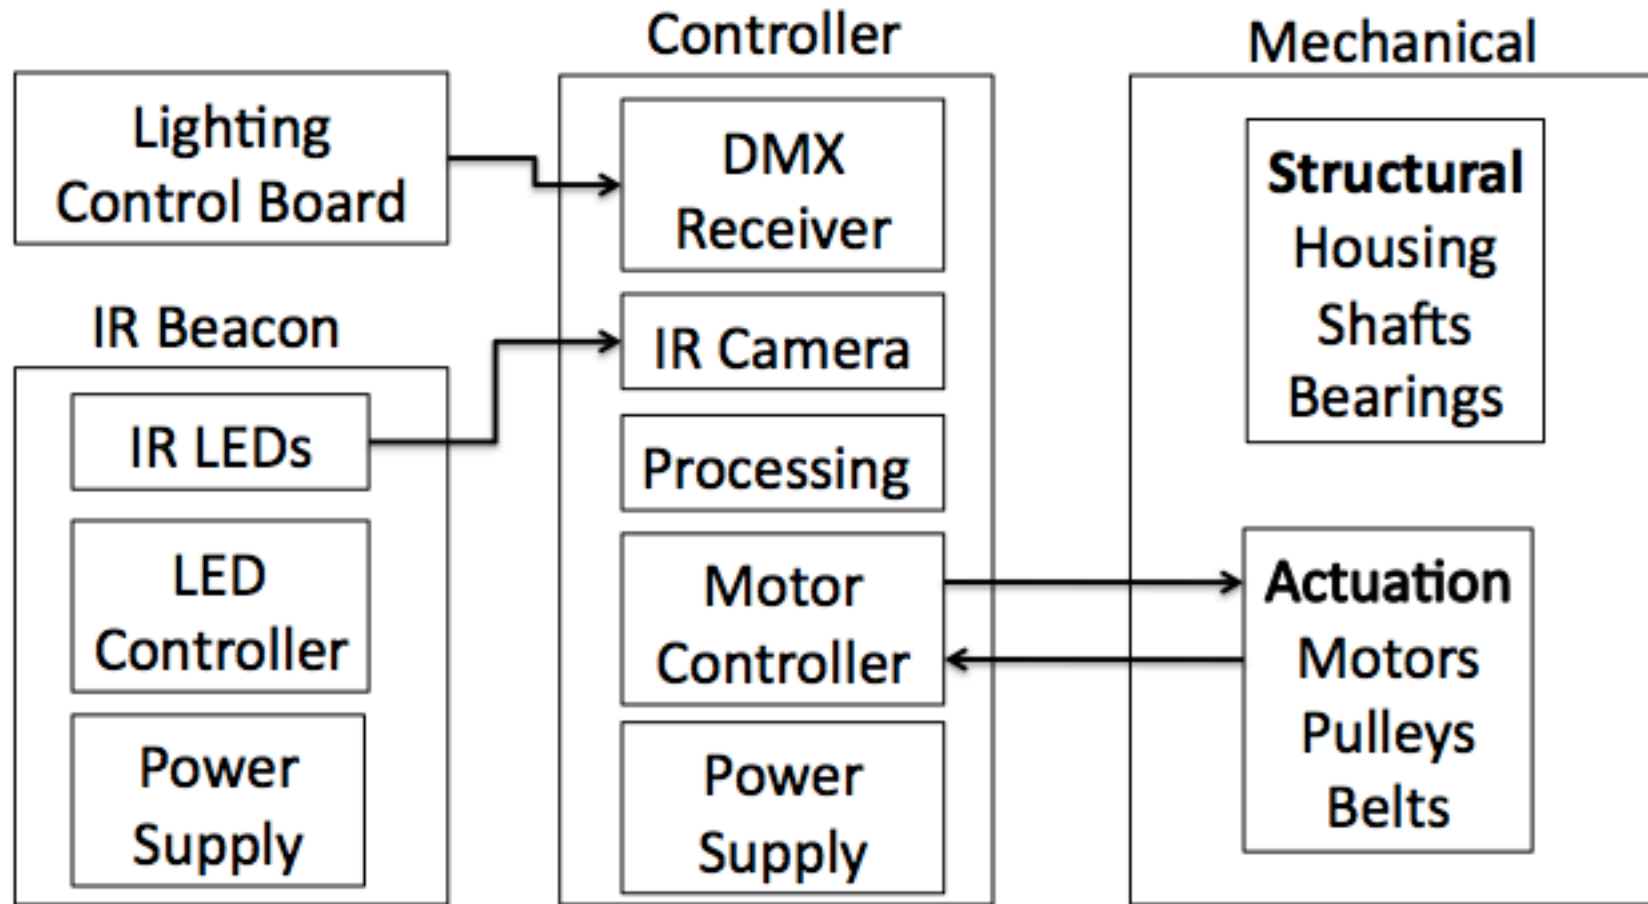 Lighting
Control Board
IR Beacon
IR LEDs
LED
Controller
Power
Supply
Controller
DMX
Receiver
IR Camera
Processing
Motor
Controller
Power
Supply
Mechanical
Structural
Housing
Shafts
Bearings
Actuation
Motors
Pulleys
Belts